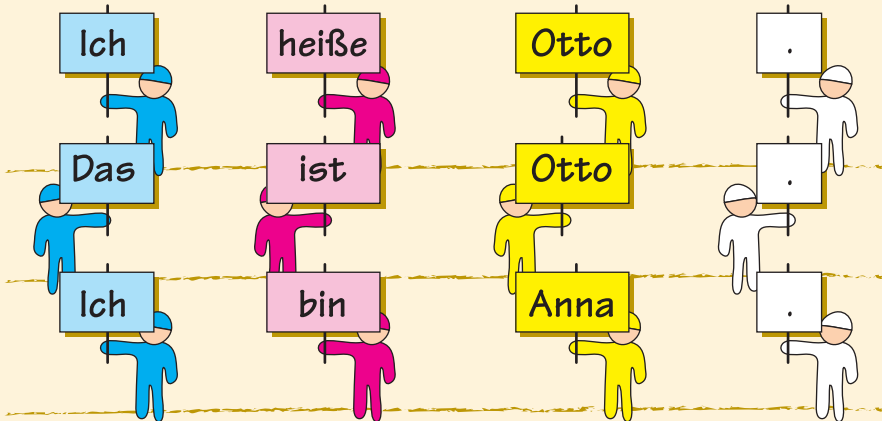 Ich heiße Otto .
Das ist Otto .
Ich bin Anna .